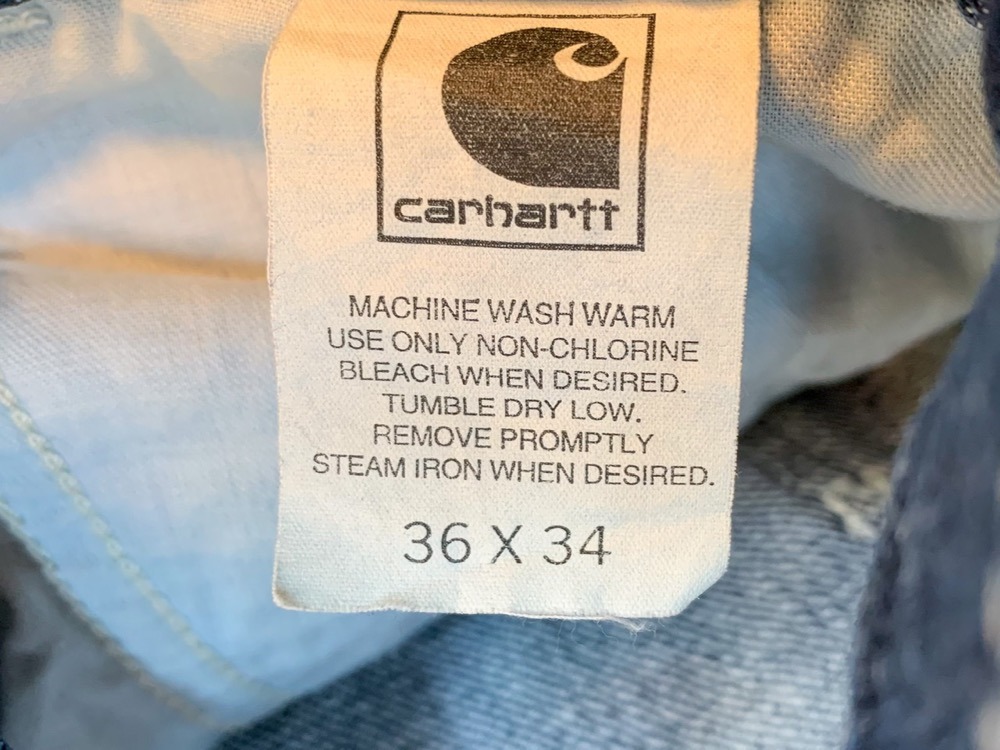 carhartt
MACHINE WASH WARM
USE ONLY NON-CHLORINE
BLEACH WHEN DESIRED.
TUMBLE DRY LOW.
REMOVE PROMPTLY
STEAM IRON WHEN DESIRED.
36 X 34